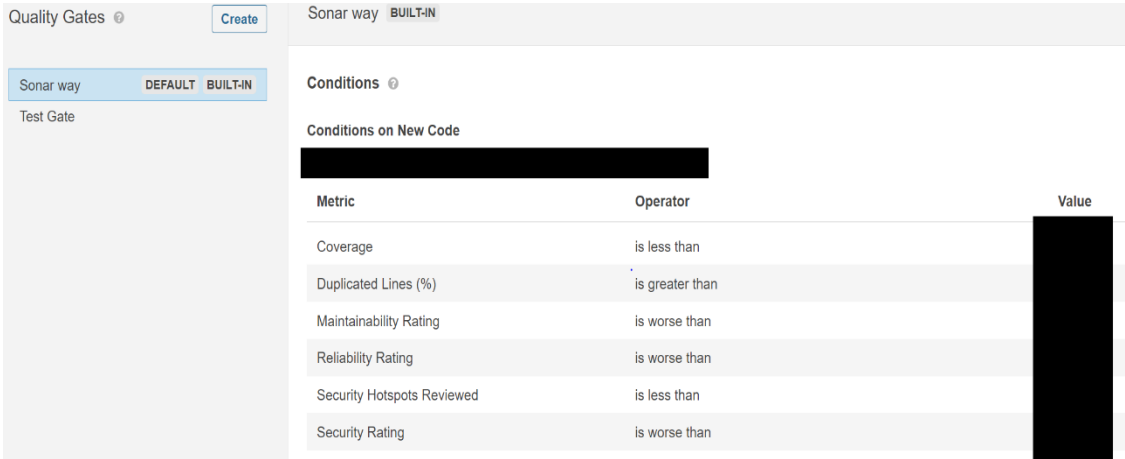 Quality Gates ? Create
Sonar way BUILT-IN
Sonar way DEFAULT BUILT-IN
Test Gate
Conditions ?
Conditions on New Code
Metric Operator Value
Coverage is less than
Duplicated Lines (%) is greater than
Maintainability Rating is worse than
Reliability Rating is worse than
Security Hotspots Reviewed is less than
Security Rating is worse than